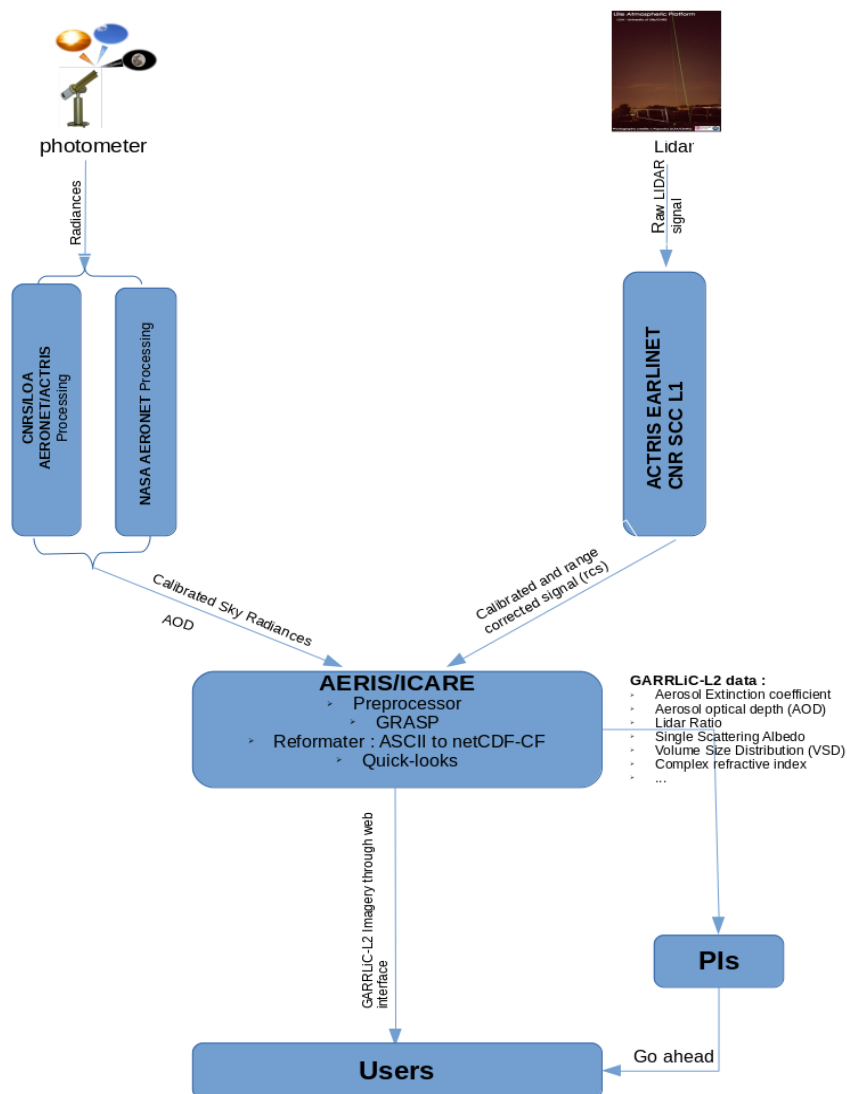 Lille Atmospheric Platform
photometer
Lidar
Radiances
Raw LIDAR
signal
CNRS/LOA
AERONET/ACTRIS
Processing
NASA AERONET Processing
ACTRIS EARLINET
CNR SCC L1
Calibrated Sky Radiances
AOD
Calibrated and range
corrected signal (rcs)
AERIS/ICARE
Preprocessor
GRASP
Reformater : ASCII to netCDF-CF
Quick-looks
GARRLiC-L2 data :
Aerosol Extinction coefficient
Aerosol optical depth (AOD)
Lidar Ratio
Single Scattering Albedo
Volume Size Distribution (VSD)
Complex refractive index
...
GARRLiC-L2 Imagery through web
interface
PIs
Go ahead
Users